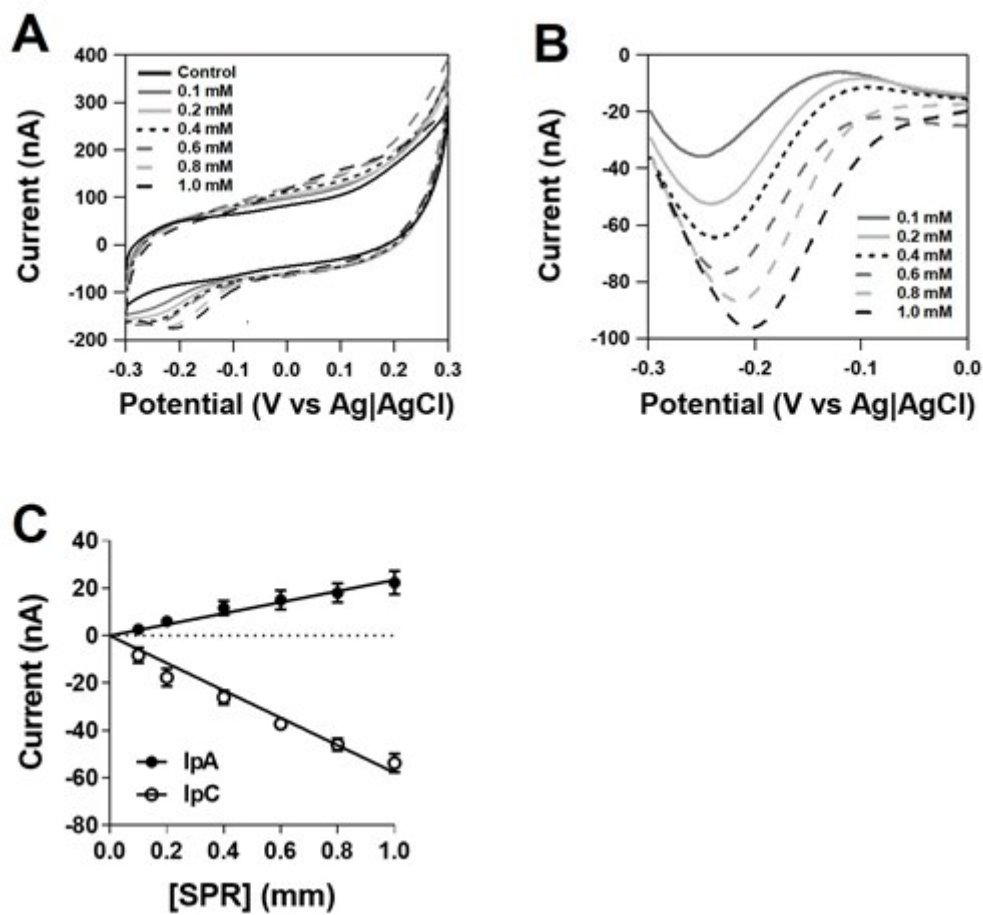 A
400
300
200
100
0
-100
-200
Current (nA)
Control
0.1 mM
0.2 mM
0.4 mM
0.6 mM
0.8 mM
1.0 mM
-0.3 -0.2 -0.1 0.0 0.1 0.2 0.3
Potential (V vs Ag|AgCl)
B
0
-20
-40
-60
-80
-100
Current (nA)
0.1 mM
0.2 mM
0.4 mM
0.6 mM
0.8 mM
1.0 mM
-0.3 -0.2 -0.1 0.0
Potential (V vs Ag|AgCl)
C
40
20
0
-20
-40
-60
-80
Current (nA)
IpA
IpC
0.0 0.2 0.4 0.6 0.8 1.0
[SPR] (mm)